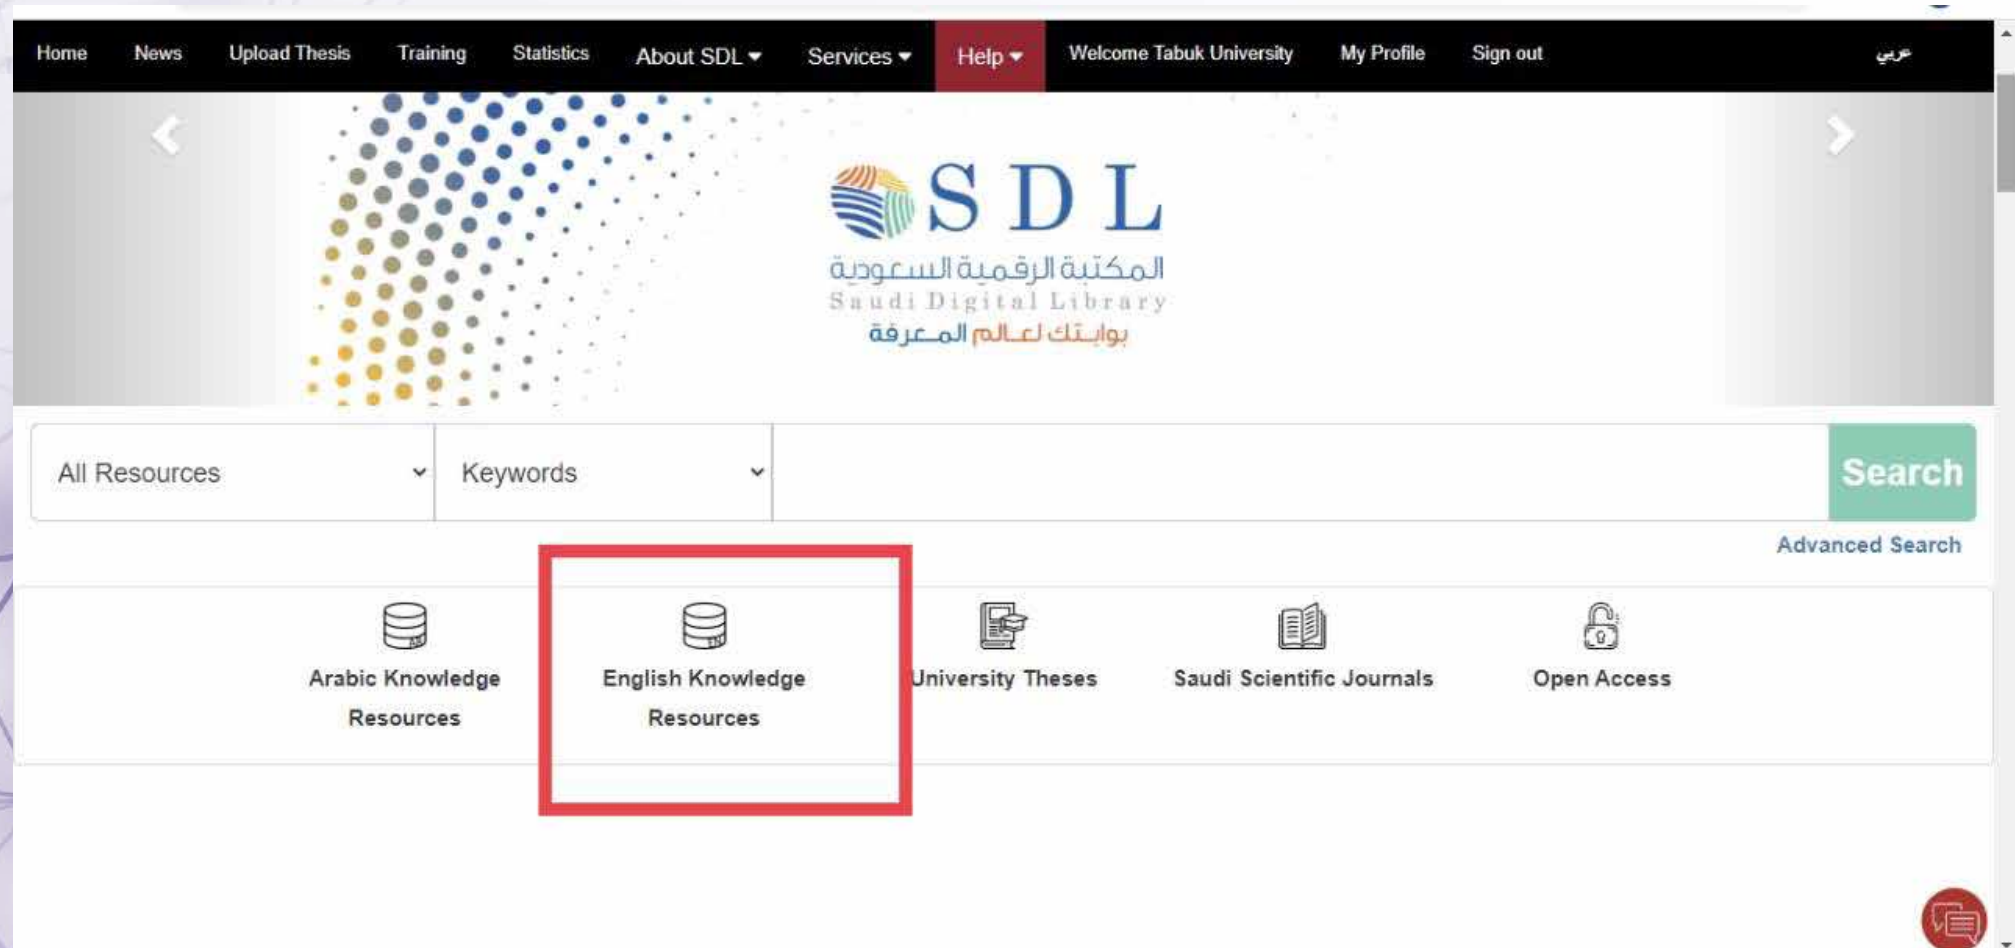 Home News Upload Thesis Training Statistics About SDL Services Help Welcome Tabuk University My Profile Sign out عربي
SDL
المكتبة الرقمية السعودية
Saudi Digital Library
بوابتك لعالم المعرفة
All Resources Keywords Search
Advanced Search
AR EN
Arabic Knowledge English Knowledge University Theses Saudi Scientific Journals Open Access
Resources Resources